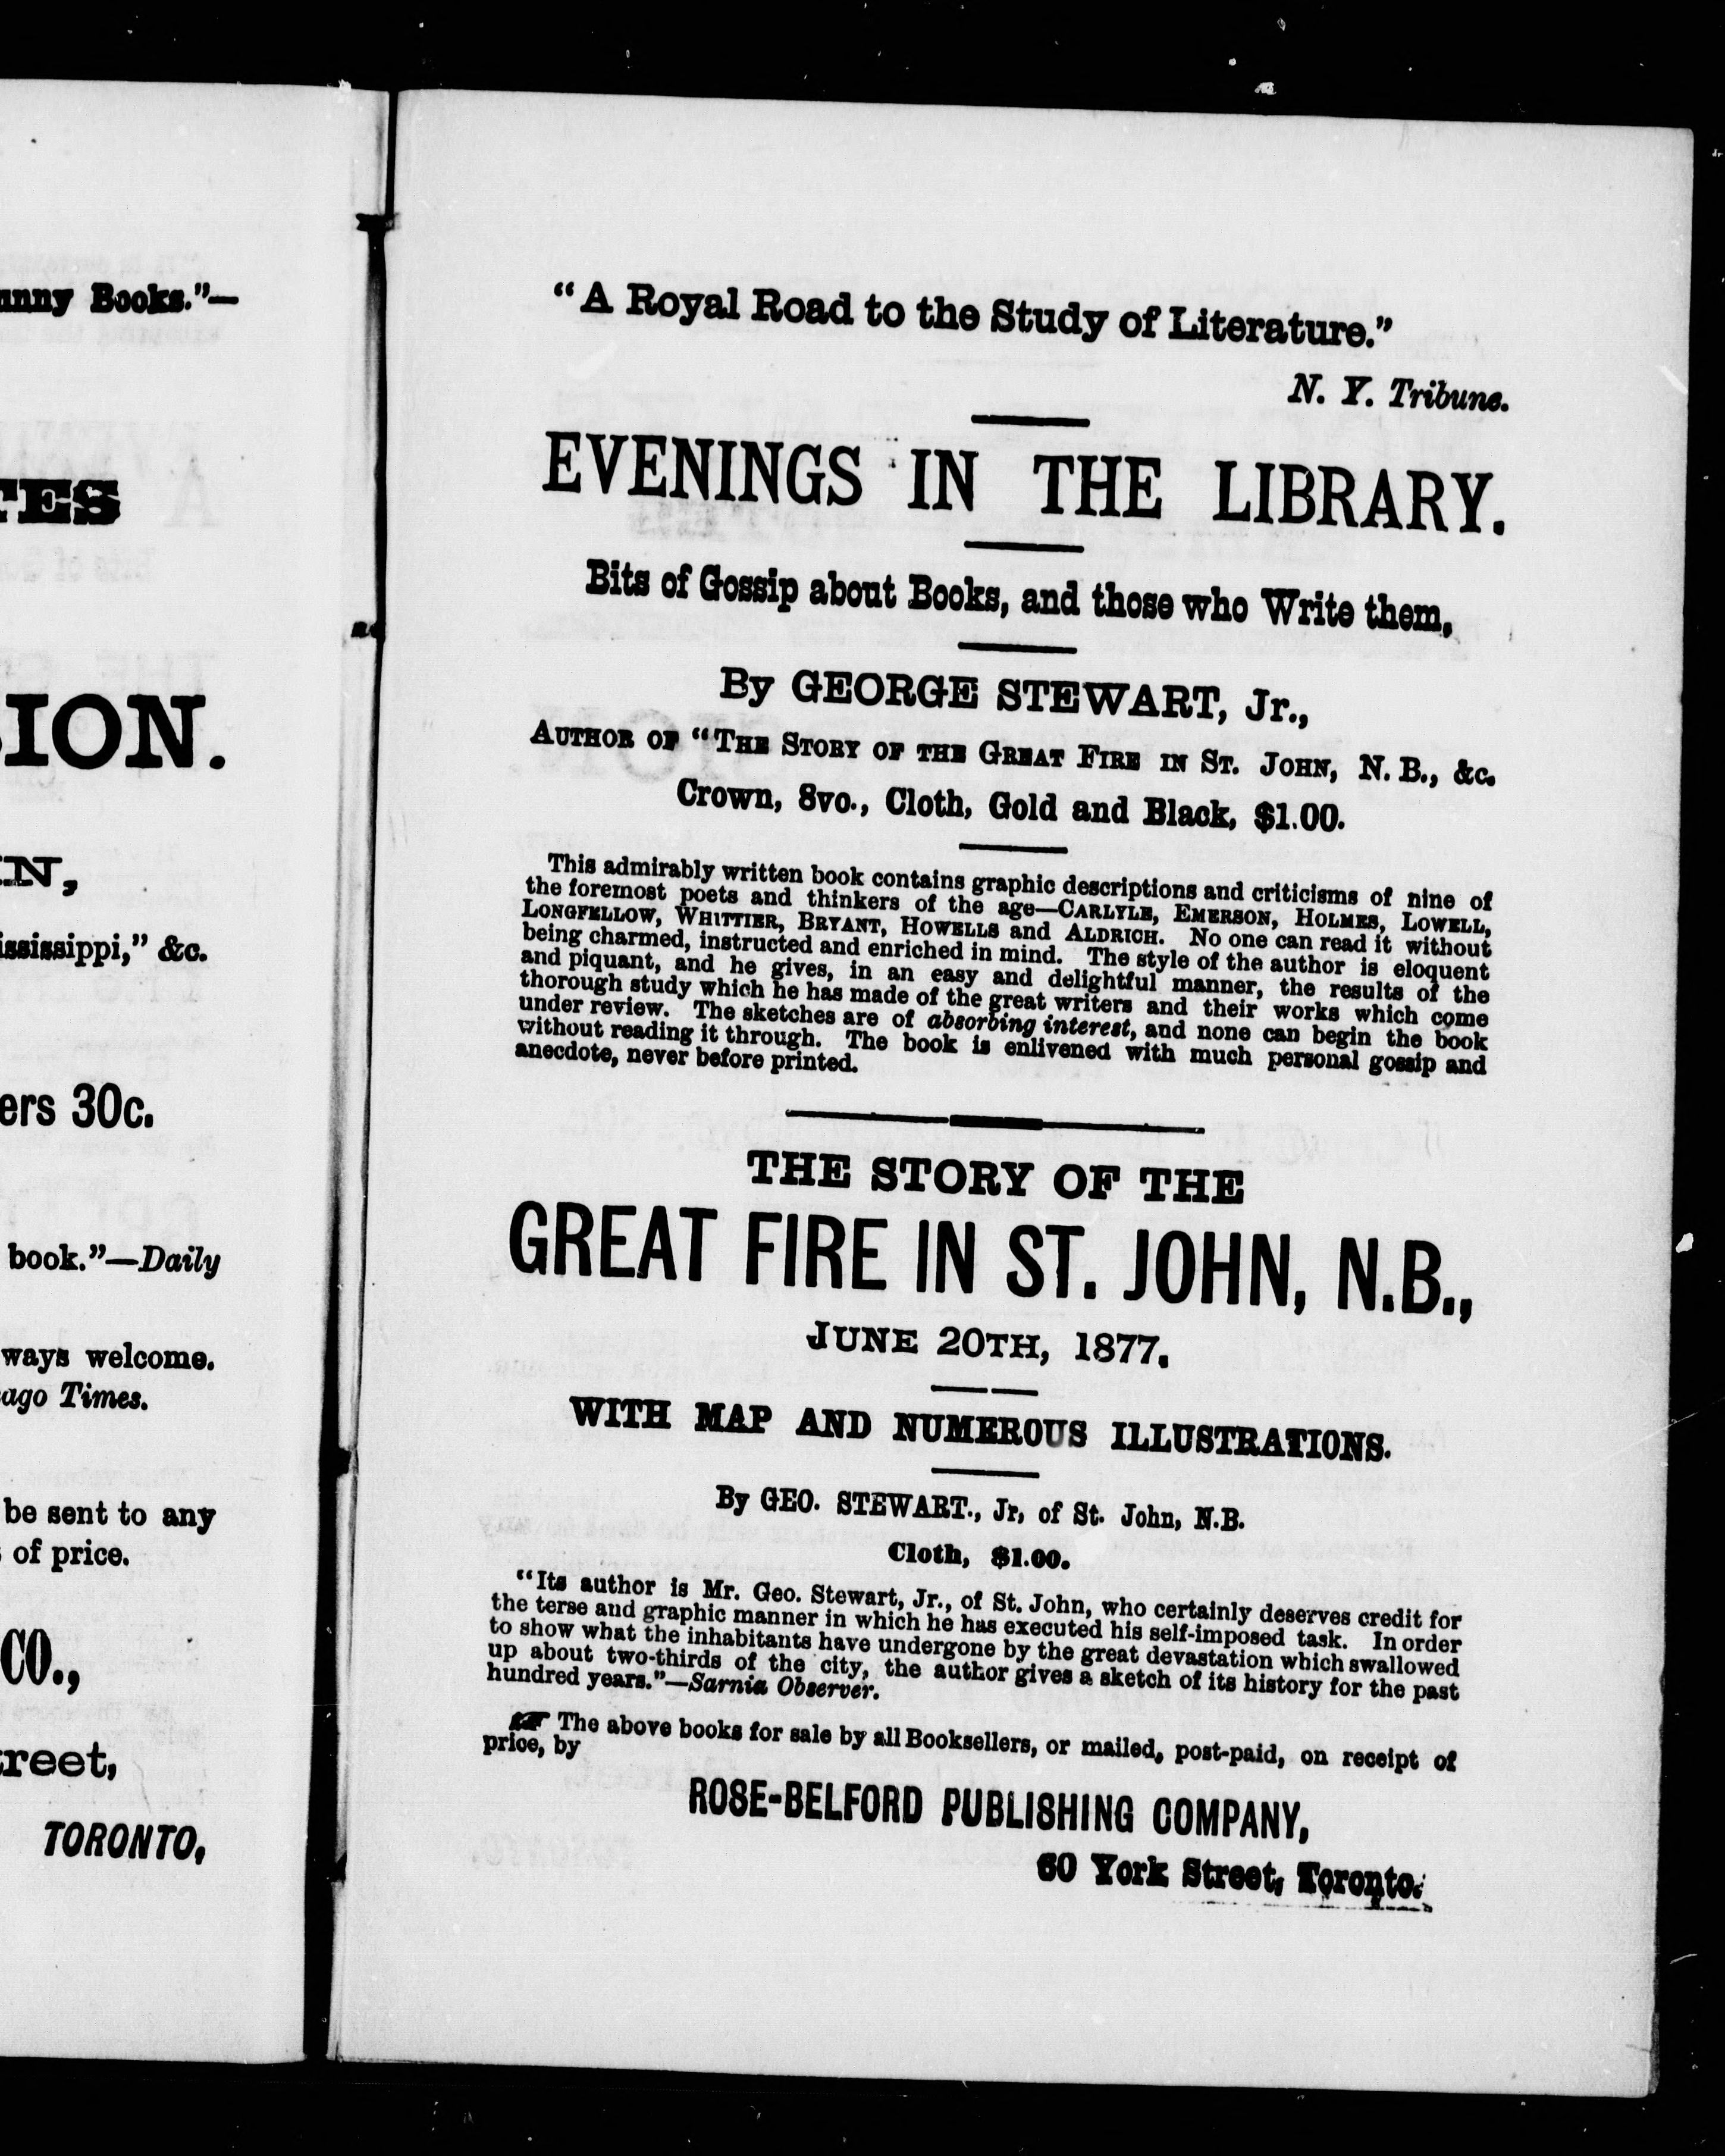 unny Books."—
TES
SION.
IN,
ississippi," &c.
ers 30c.
book."—Daily
ways welcome.
ago Times.
be sent to any
of price.
CO.,
reet,
TORONTO,
"A Royal Road to the Study of Literature."
N. Y. Tribune.
EVENINGS IN THE LIBRARY.
Bits of Gossip about Books, and those who Write them,
By GEORGE STEWART, Jr.,
AUTHOR OF "THE STORY OF THE GREAT FIRE IN ST. JOHN, N. B., &c.
Crown, 8vo., Cloth, Gold and Black, $1.00.
This admirably written book contains graphic descriptions and criticisms of nine of
the foremost poets and thinkers of the age—CARLYLE, EMERSON, HOLMES, LOWELL,
LONGFELLOW, WHITTIER, BRYANT, HOWELLS and ALDRICH. No one can read it without
being charmed, instructed and enriched in mind. The style of the author is eloquent
and piquant, and he gives, in an easy and delightful manner, the results of the
thorough study which he has made of the great writers and their works which come
under review. The sketches are of absorbing interest, and none can begin the book
without reading it through. The book is enlivened with much personal gossip and
anecdote, never before printed.
THE STORY OF THE
GREAT FIRE IN ST. JOHN, N.B.,
JUNE 20TH, 1877.
WITH MAP AND NUMEROUS ILLUSTRATIONS.
By GEO. STEWART., Jr, of St. John, N.B.
Cloth, $1.00.
"Its author is Mr. Geo. Stewart, Jr., of St. John, who certainly deserves credit for
the terse and graphic manner in which he has executed his self-imposed task. In order
to show what the inhabitants have undergone by the great devastation which swallowed
up about two-thirds of the city, the author gives a sketch of its history for the past
hundred years."—Sarnia Observer.
☞ The above books for sale by all Booksellers, or mailed, post-paid, on receipt of
price, by
ROSE-BELFORD PUBLISHING COMPANY,
60 York Street, Toronto.